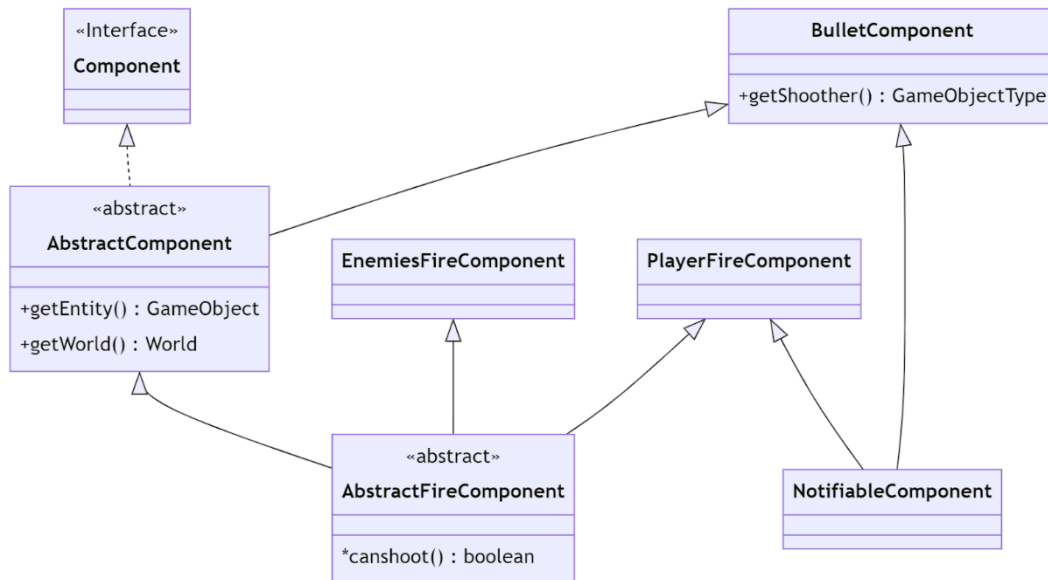 «Interface»
Component
BulletComponent
+getShoother() : GameObjectType
«abstract»
AbstractComponent
+getEntity() : GameObject
+getWorld() : World
EnemiesFireComponent
PlayerFireComponent
«abstract»
AbstractFireComponent
*canshoot() : boolean
NotifiableComponent